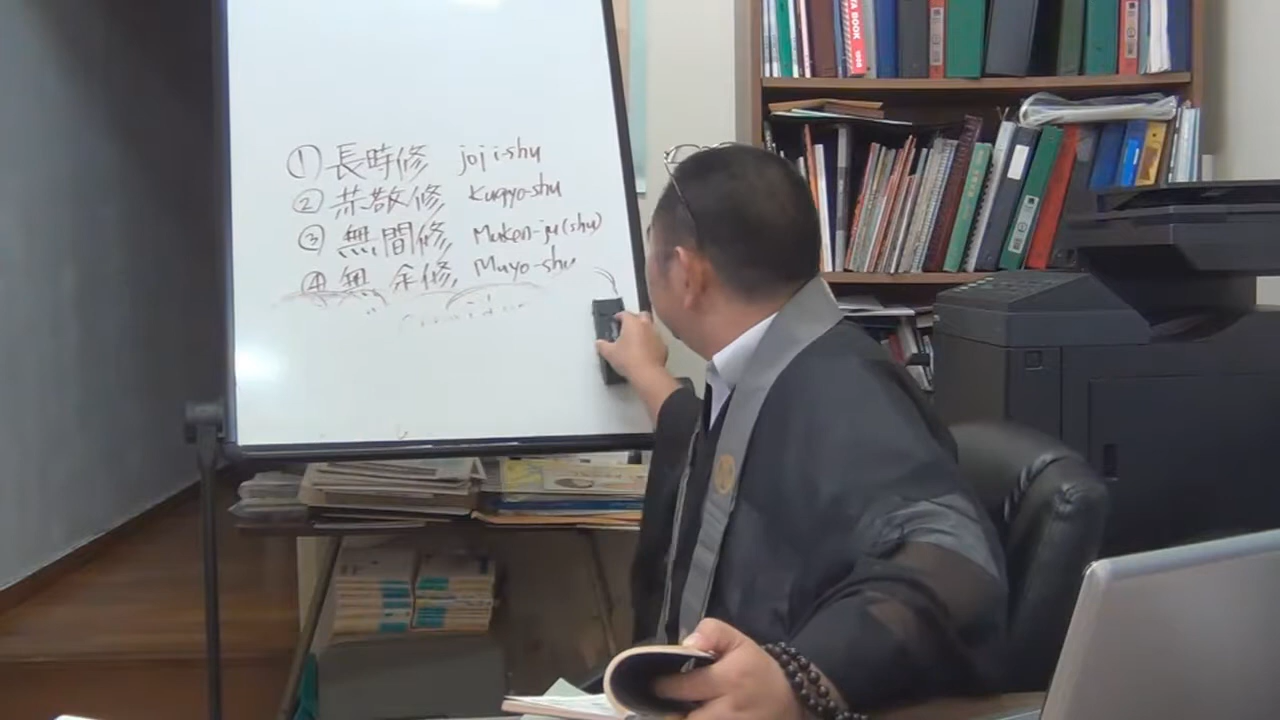 ① 長時修 joji-shu
② 恭敬修 Kugyo-shu
③ 無間修 Muken-ju(shu)
④ 無余修 Muyo-shu